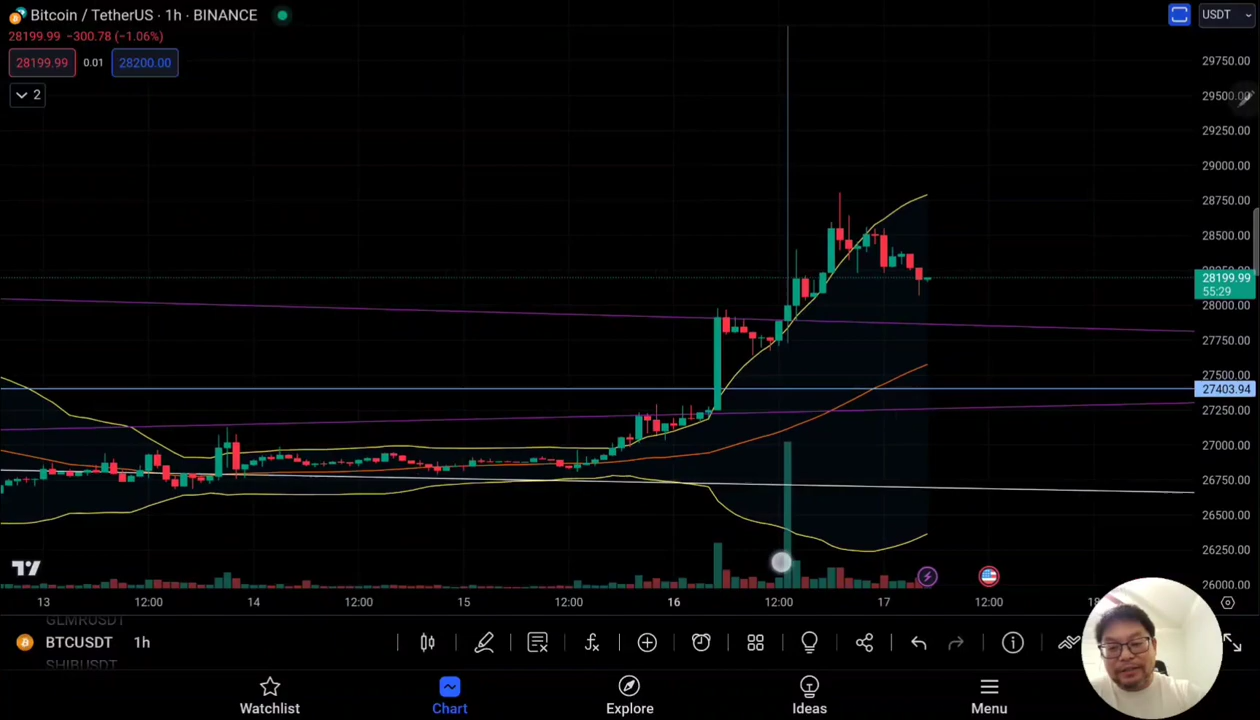 Bitcoin / TetherUS · 1h · BINANCE
USDT
28199.99 −300.78 (−1.06%)
28199.99 0.01 28200.00
2
29750.00
29500.00
29250.00
29000.00
28750.00
28500.00
28250.00
28199.99
55:29
28000.00
27750.00
27500.00
27403.94
27250.00
27000.00
26750.00
26500.00
26250.00
26000.00
13 12:00 14 12:00 15 12:00 16 12:00 17 12:00
GLMRUSDT
BTCUSDT 1h
SHIBUSDT
Watchlist Chart Explore Ideas Menu